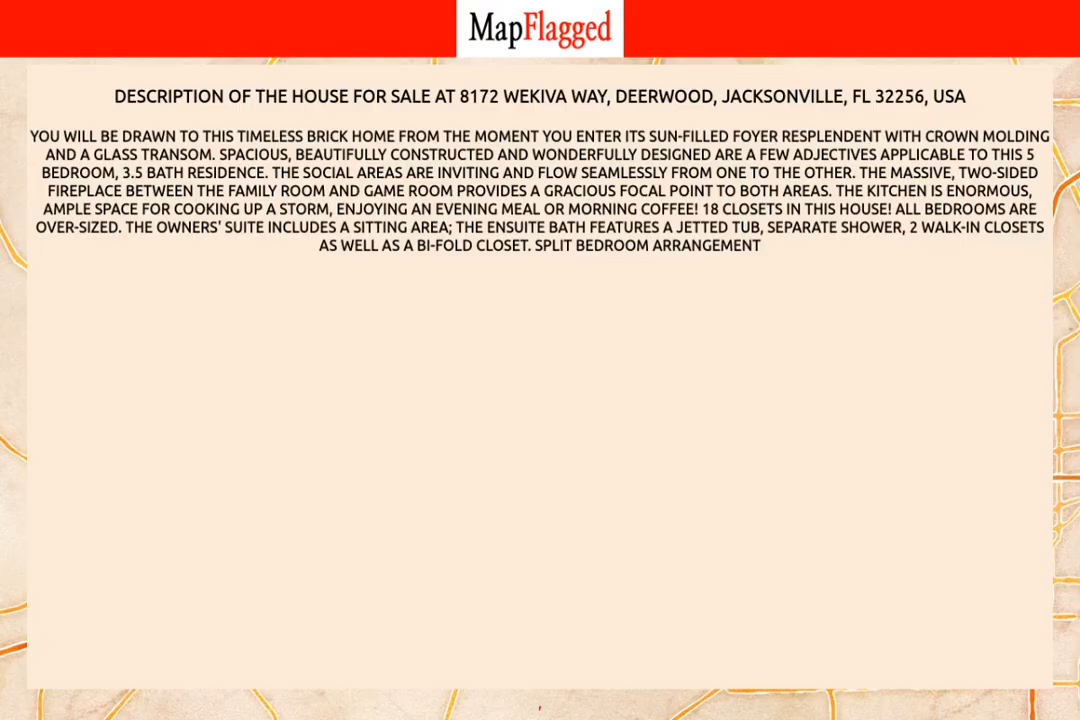 MapFlagged
DESCRIPTION OF THE HOUSE FOR SALE AT 8172 WEKIVA WAY, DEERWOOD, JACKSONVILLE, FL 32256, USA
YOU WILL BE DRAWN TO THIS TIMELESS BRICK HOME FROM THE MOMENT YOU ENTER ITS SUN-FILLED FOYER RESPLENDENT WITH CROWN MOLDING
AND A GLASS TRANSOM. SPACIOUS, BEAUTIFULLY CONSTRUCTED AND WONDERFULLY DESIGNED ARE A FEW ADJECTIVES APPLICABLE TO THIS 5
BEDROOM, 3.5 BATH RESIDENCE. THE SOCIAL AREAS ARE INVITING AND FLOW SEAMLESSLY FROM ONE TO THE OTHER. THE MASSIVE, TWO-SIDED
FIREPLACE BETWEEN THE FAMILY ROOM AND GAME ROOM PROVIDES A GRACIOUS FOCAL POINT TO BOTH AREAS. THE KITCHEN IS ENORMOUS,
AMPLE SPACE FOR COOKING UP A STORM, ENJOYING AN EVENING MEAL OR MORNING COFFEE! 18 CLOSETS IN THIS HOUSE! ALL BEDROOMS ARE
OVER-SIZED. THE OWNERS' SUITE INCLUDES A SITTING AREA; THE ENSUITE BATH FEATURES A JETTED TUB, SEPARATE SHOWER, 2 WALK-IN CLOSETS
AS WELL AS A BI-FOLD CLOSET. SPLIT BEDROOM ARRANGEMENT
,